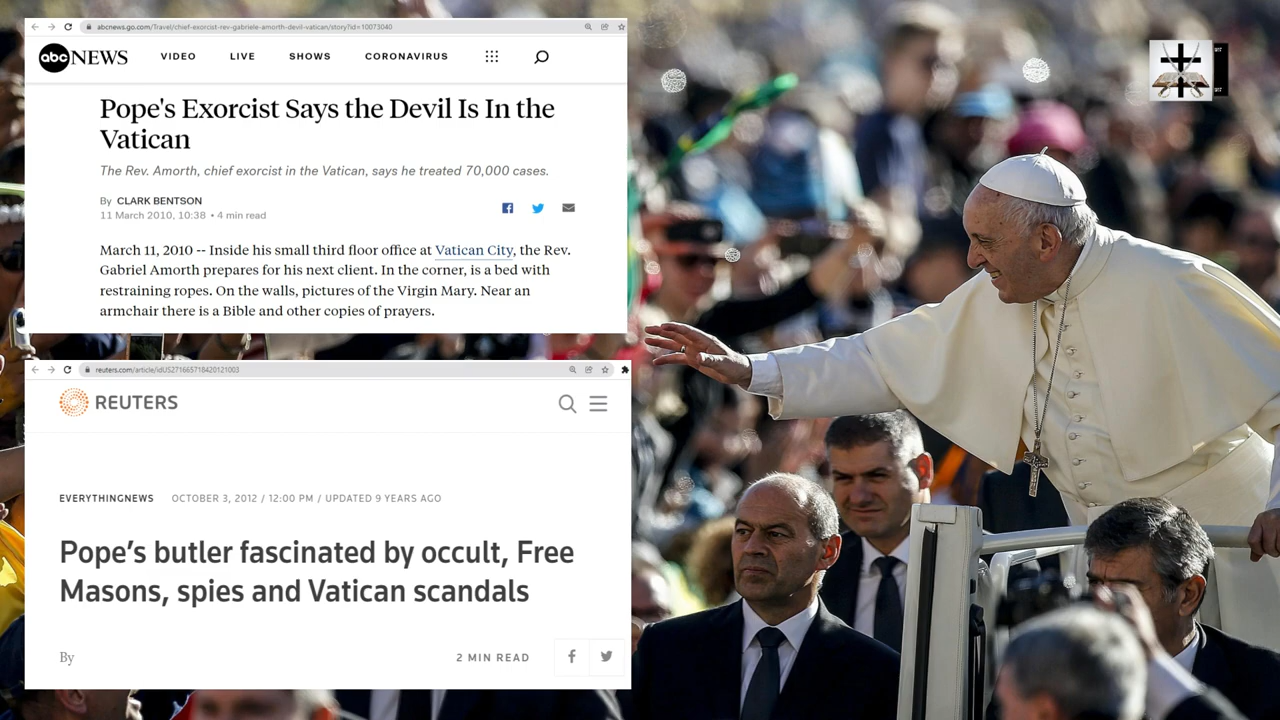 abcnews.go.com/Travel/chief-exorcist-rev-gabriele-amorth-devil-vatican/story?id=10073040
abc NEWS VIDEO LIVE SHOWS CORONAVIRUS
Pope's Exorcist Says the Devil Is In the
Vatican
The Rev. Amorth, chief exorcist in the Vatican, says he treated 70,000 cases.
By CLARK BENTSON
11 March 2010, 10:38 • 4 min read
March 11, 2010 -- Inside his small third floor office at Vatican City, the Rev.
Gabriel Amorth prepares for his next client. In the corner, is a bed with
restraining ropes. On the walls, pictures of the Virgin Mary. Near an
armchair there is a Bible and other copies of prayers.
reuters.com/article/idUS271665718420121003
REUTERS
EVERYTHINGNEWS OCTOBER 3, 2012 / 12:00 PM / UPDATED 9 YEARS AGO
Pope's butler fascinated by occult, Free
Masons, spies and Vatican scandals
By 2 MIN READ